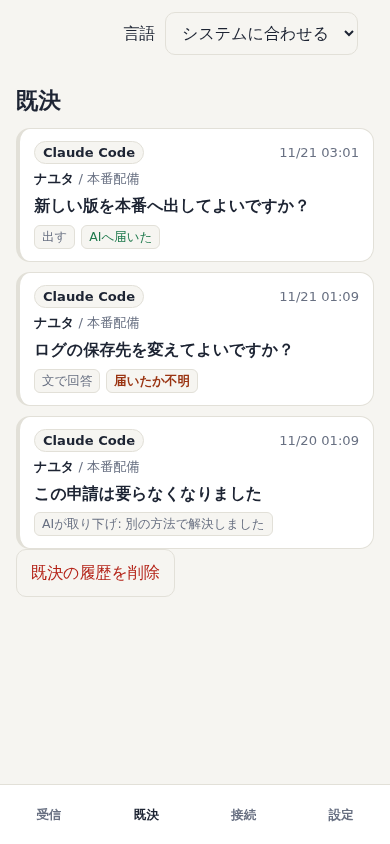 言語 システムに合わせる
既決
Claude Code 11/21 03:01
ナユタ / 本番配備
新しい版を本番へ出してよいですか？
出す AIへ届いた
Claude Code 11/21 01:09
ナユタ / 本番配備
ログの保存先を変えてよいですか？
文で回答 届いたか不明
Claude Code 11/20 01:09
ナユタ / 本番配備
この申請は要らなくなりました
AIが取り下げ: 別の方法で解決しました
既決の履歴を削除
受信 既決 接続 設定